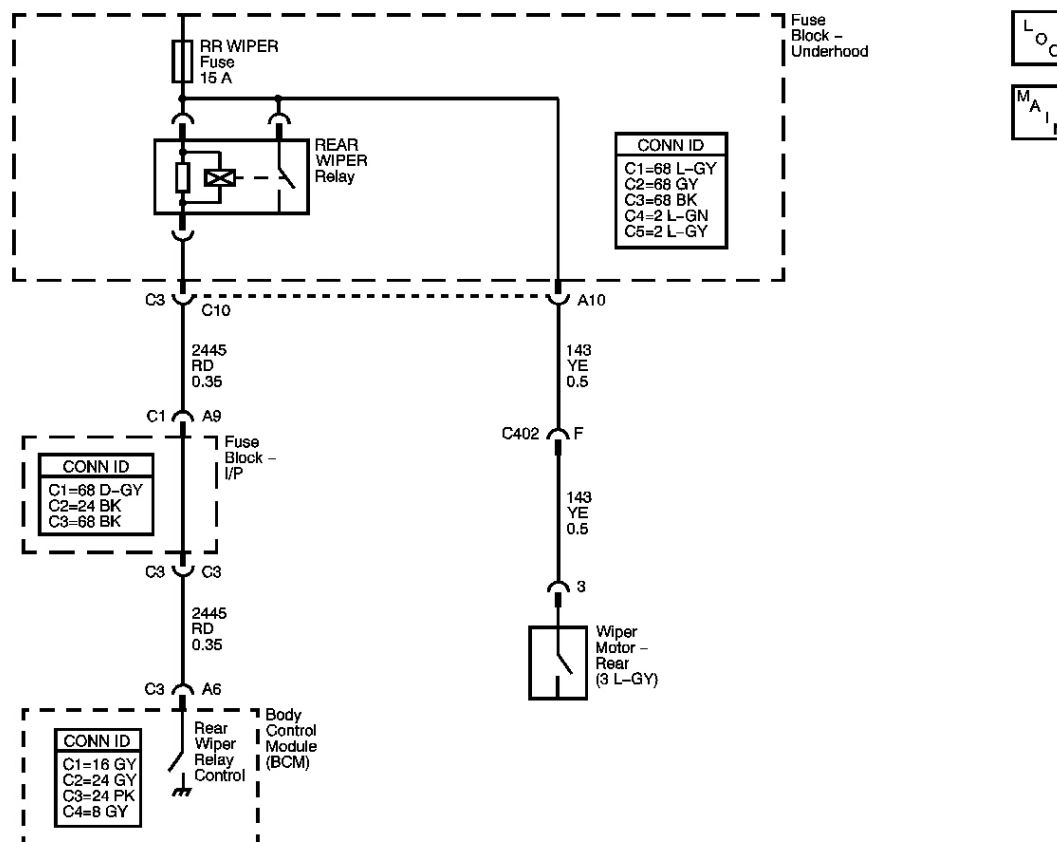 RR WIPER
Fuse
15 A
Fuse
Block –
Underhood
L
O
C
M
A
I
REAR
WIPER
Relay
CONN ID
C1=68 L–GY
C2=68 GY
C3=68 BK
C4=2 L–GN
C5=2 L–GY
C3
C10
A10
2445
RD
0.35
143
YE
0.5
C1 A9
C402 F
Fuse
Block –
I/P
CONN ID
C1=68 D–GY
C2=24 BK
C3=68 BK
143
YE
0.5
C3 C3
3
2445
RD
0.35
Wiper
Motor –
Rear
(3 L–GY)
C3 A6
Body
Control
Module
(BCM)
Rear
Wiper
Relay
Control
CONN ID
C1=16 GY
C2=24 GY
C3=24 PK
C4=8 GY